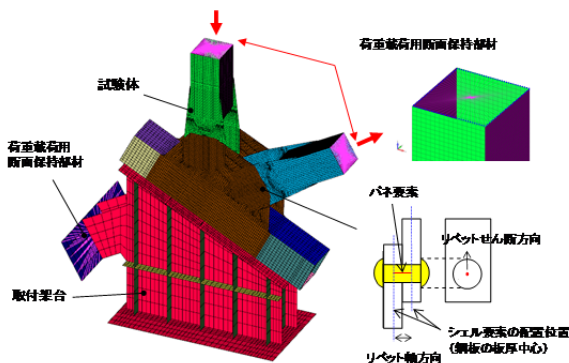 荷重載荷用断面保持部材
試験体
荷重載荷用
断面保持部材
バネ要素
リベットせん断方向
取付架台
シェル要素の配置位置
(鋼板の板厚中心)
リベット軸方向